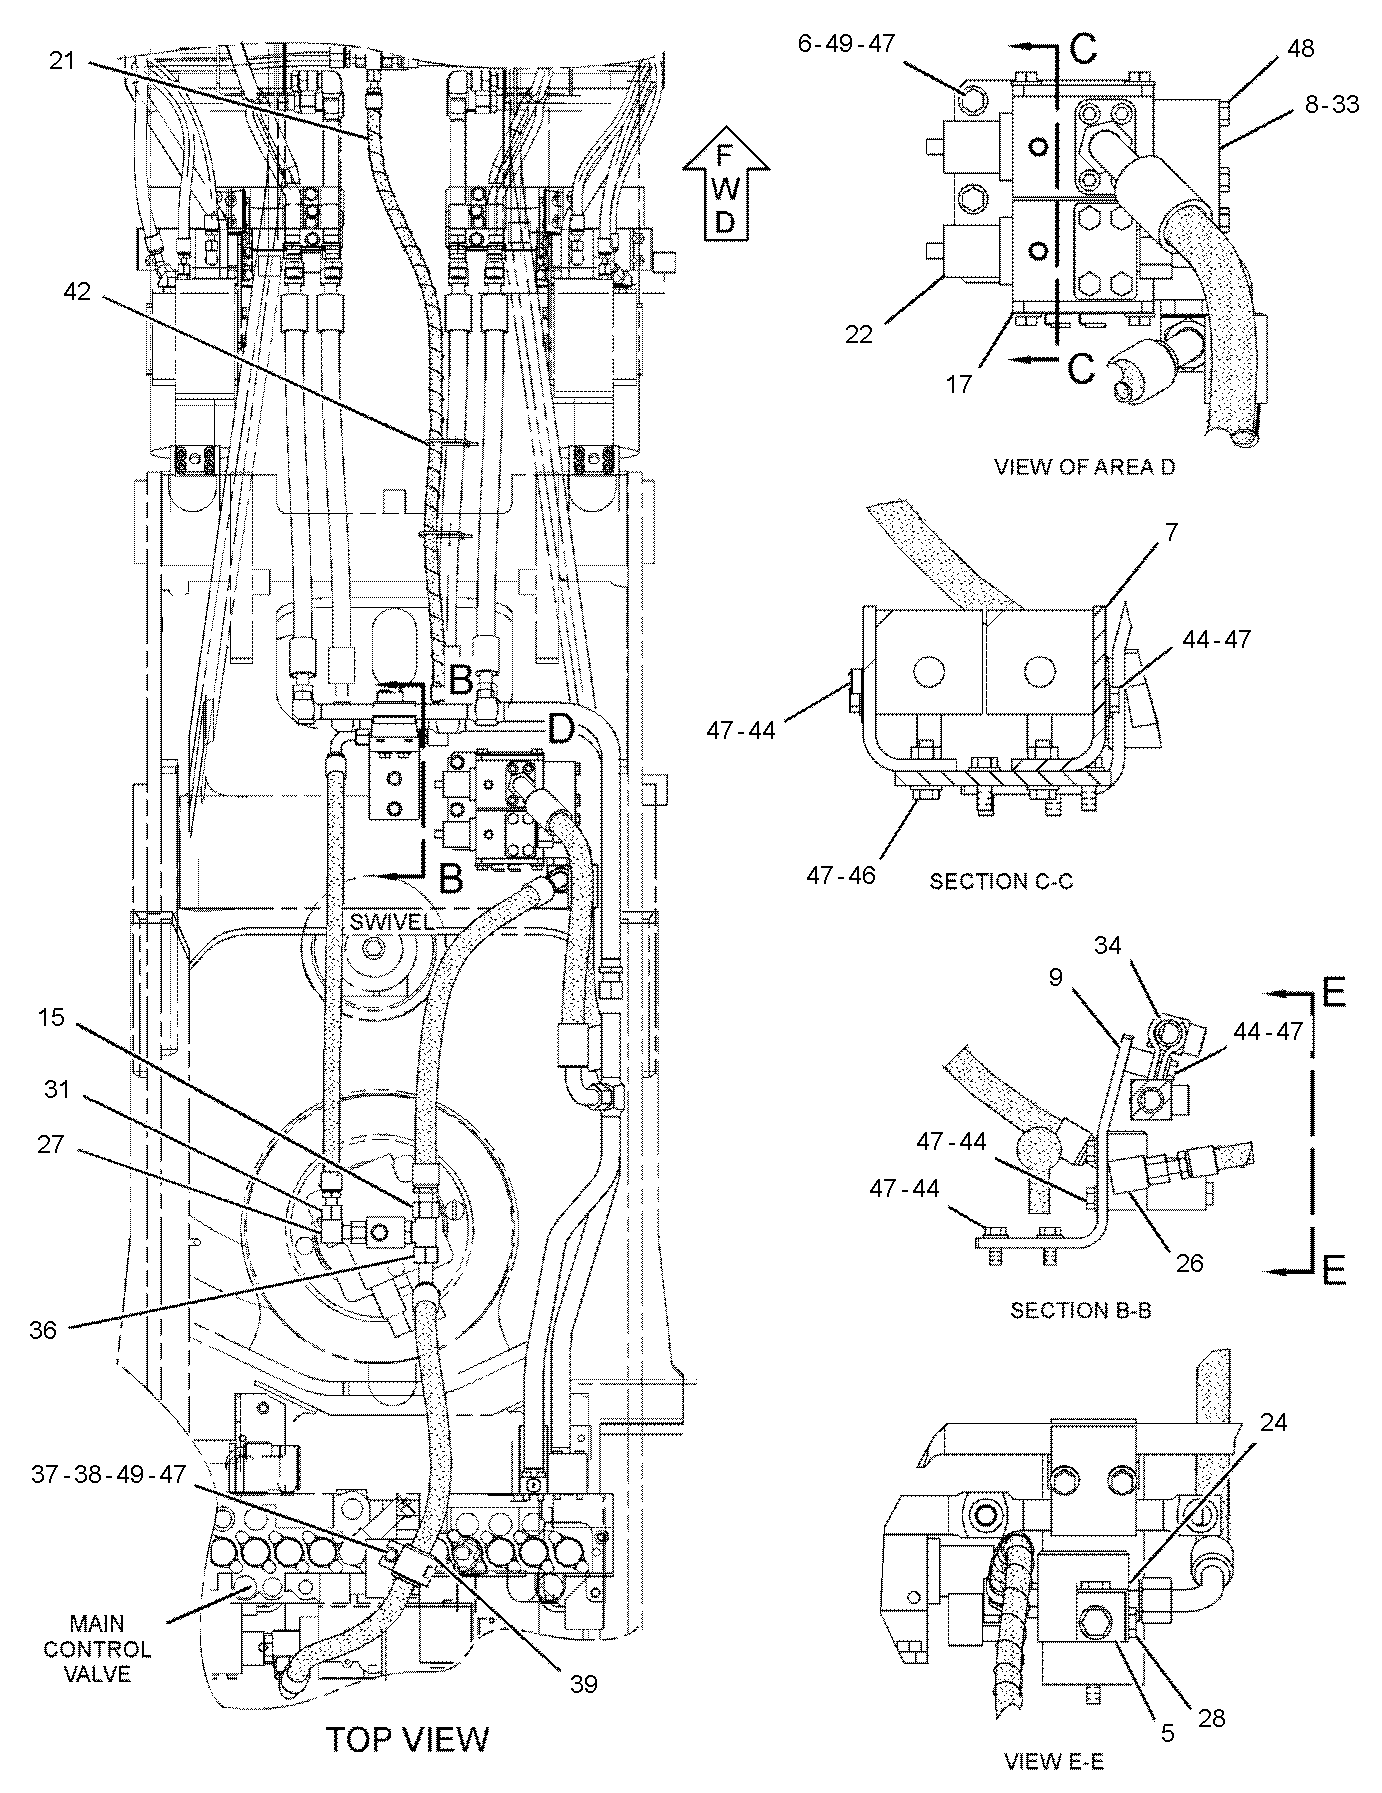 21
6-49-47
C
48
8-33
F
W
D
42
22
C
17
VIEW OF AREA D
7
44-47
B
D
47-44
B
47-46
SECTION C-C
SWIVEL
34
9
E
44-47
15
31
27
47-44
47-44
26
E
36
SECTION B-B
24
37-38-49-47
MAIN
CONTROL
VALVE
39
28
5
TOP VIEW
VIEW E-E